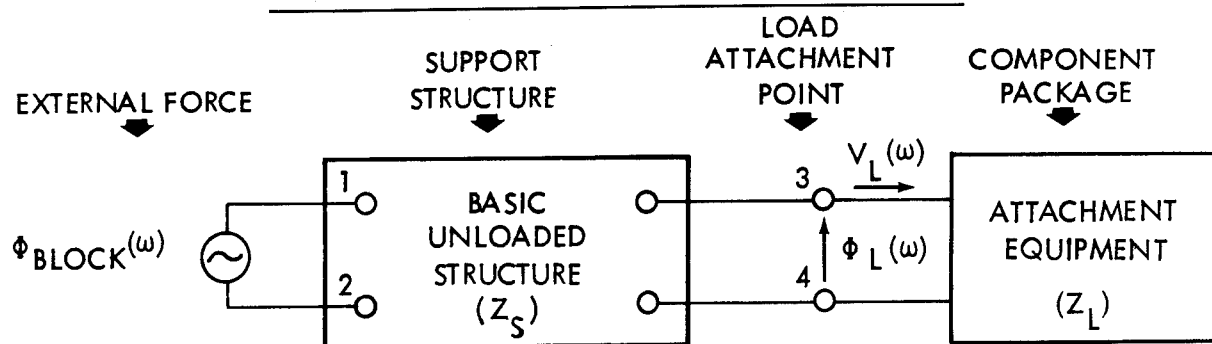 EXTERNAL FORCE
SUPPORT
STRUCTURE
LOAD
ATTACHMENT
POINT
COMPONENT
PACKAGE
Φ_BLOCK(ω)
1
2
BASIC
UNLOADED
STRUCTURE
(Z_S)
3
4
V_L(ω)
Φ_L(ω)
ATTACHMENT
EQUIPMENT
(Z_L)